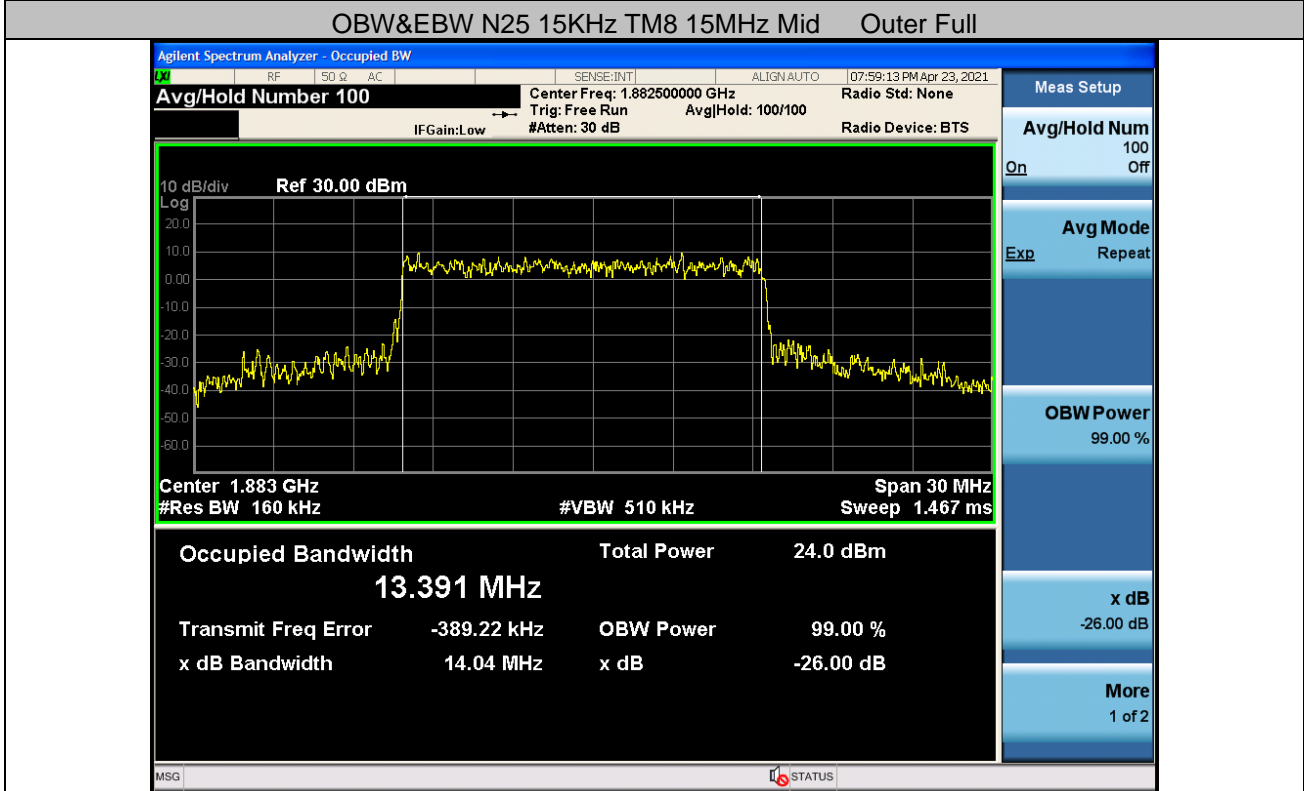 OBW&EBW N25 15KHz TM8 15MHz Mid Outer Full
Agilent Spectrum Analyzer - Occupied BW
LXI RF 50 Ω AC SENSE:INT ALIGN AUTO 07:59:13 PM Apr 23, 2021
Avg/Hold Number 100
Center Freq: 1.882500000 GHz Radio Std: None
Trig: Free Run Avg|Hold: 100/100
IFGain:Low #Atten: 30 dB Radio Device: BTS
10 dB/div Ref 30.00 dBm
Log
20.0
10.0
0.00
-10.0
-20.0
-30.0
-40.0
-50.0
-60.0
Center 1.883 GHz Span 30 MHz
#Res BW 160 kHz #VBW 510 kHz Sweep 1.467 ms
Occupied Bandwidth Total Power 24.0 dBm
13.391 MHz
Transmit Freq Error -389.22 kHz OBW Power 99.00 %
x dB Bandwidth 14.04 MHz x dB -26.00 dB
Meas Setup
Avg/Hold Num
100
On Off
Avg Mode
Exp Repeat
OBW Power
99.00 %
x dB
-26.00 dB
More
1 of 2
MSG STATUS